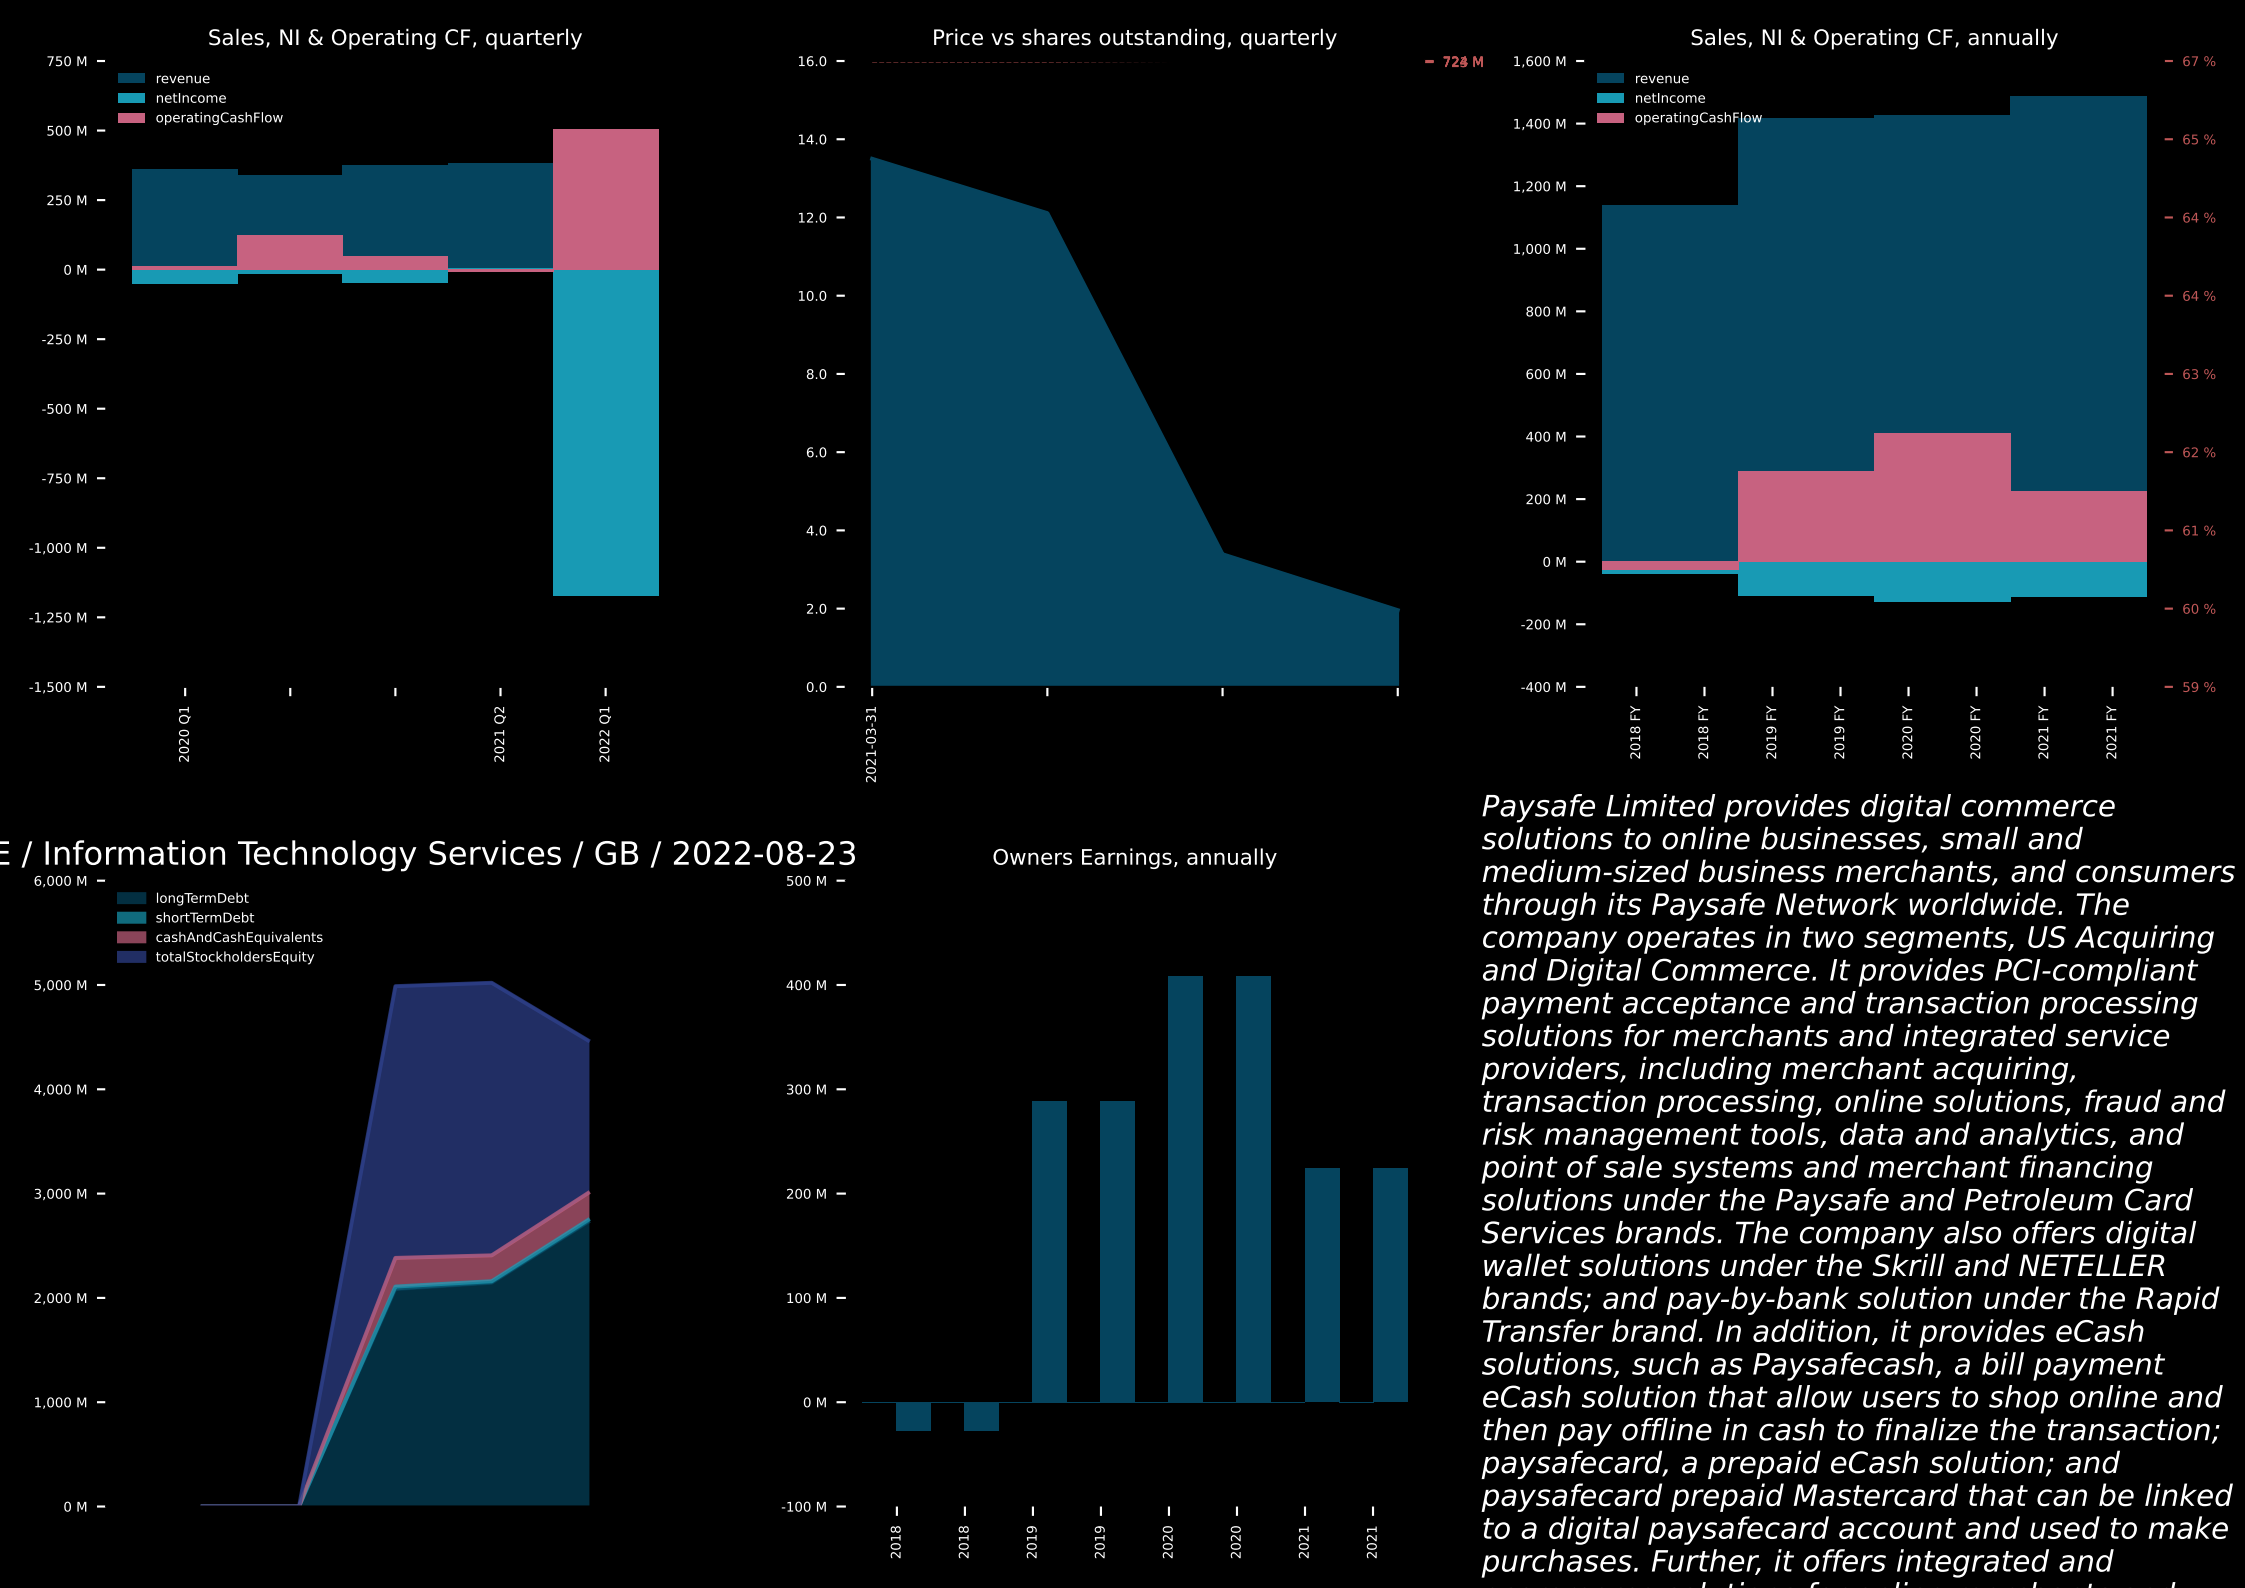 Sales, NI & Operating CF, quarterly
750 M
500 M
250 M
0 M
-250 M
-500 M
-750 M
-1,000 M
-1,250 M
-1,500 M
revenue
netIncome
operatingCashFlow
2020 Q1
2021 Q2
2022 Q1
Price vs shares outstanding, quarterly
16.0
14.0
12.0
10.0
8.0
6.0
4.0
2.0
0.0
2021-03-31
Sales, NI & Operating CF, annually
1,600 M
1,400 M
1,200 M
1,000 M
800 M
600 M
400 M
200 M
0 M
-200 M
-400 M
revenue
netIncome
operatingCashFlow
67 %
65 %
64 %
64 %
63 %
62 %
61 %
60 %
59 %
2018 FY
2018 FY
2019 FY
2019 FY
2020 FY
2020 FY
2021 FY
2021 FY
E / Information Technology Services / GB / 2022-08-23
6,000 M
5,000 M
4,000 M
3,000 M
2,000 M
1,000 M
0 M
longTermDebt
shortTermDebt
cashAndCashEquivalents
totalStockholdersEquity
Owners Earnings, annually
500 M
400 M
300 M
200 M
100 M
0 M
-100 M
2018
2018
2019
2019
2020
2020
2021
2021
Paysafe Limited provides digital commerce
solutions to online businesses, small and
medium-sized business merchants, and consumers
through its Paysafe Network worldwide. The
company operates in two segments, US Acquiring
and Digital Commerce. It provides PCI-compliant
payment acceptance and transaction processing
solutions for merchants and integrated service
providers, including merchant acquiring,
transaction processing, online solutions, fraud and
risk management tools, data and analytics, and
point of sale systems and merchant financing
solutions under the Paysafe and Petroleum Card
Services brands. The company also offers digital
wallet solutions under the Skrill and NETELLER
brands; and pay-by-bank solution under the Rapid
Transfer brand. In addition, it provides eCash
solutions, such as Paysafecash, a bill payment
eCash solution that allow users to shop online and
then pay offline in cash to finalize the transaction;
paysafecard, a prepaid eCash solution; and
paysafecard prepaid Mastercard that can be linked
to a digital paysafecard account and used to make
purchases. Further, it offers integrated and